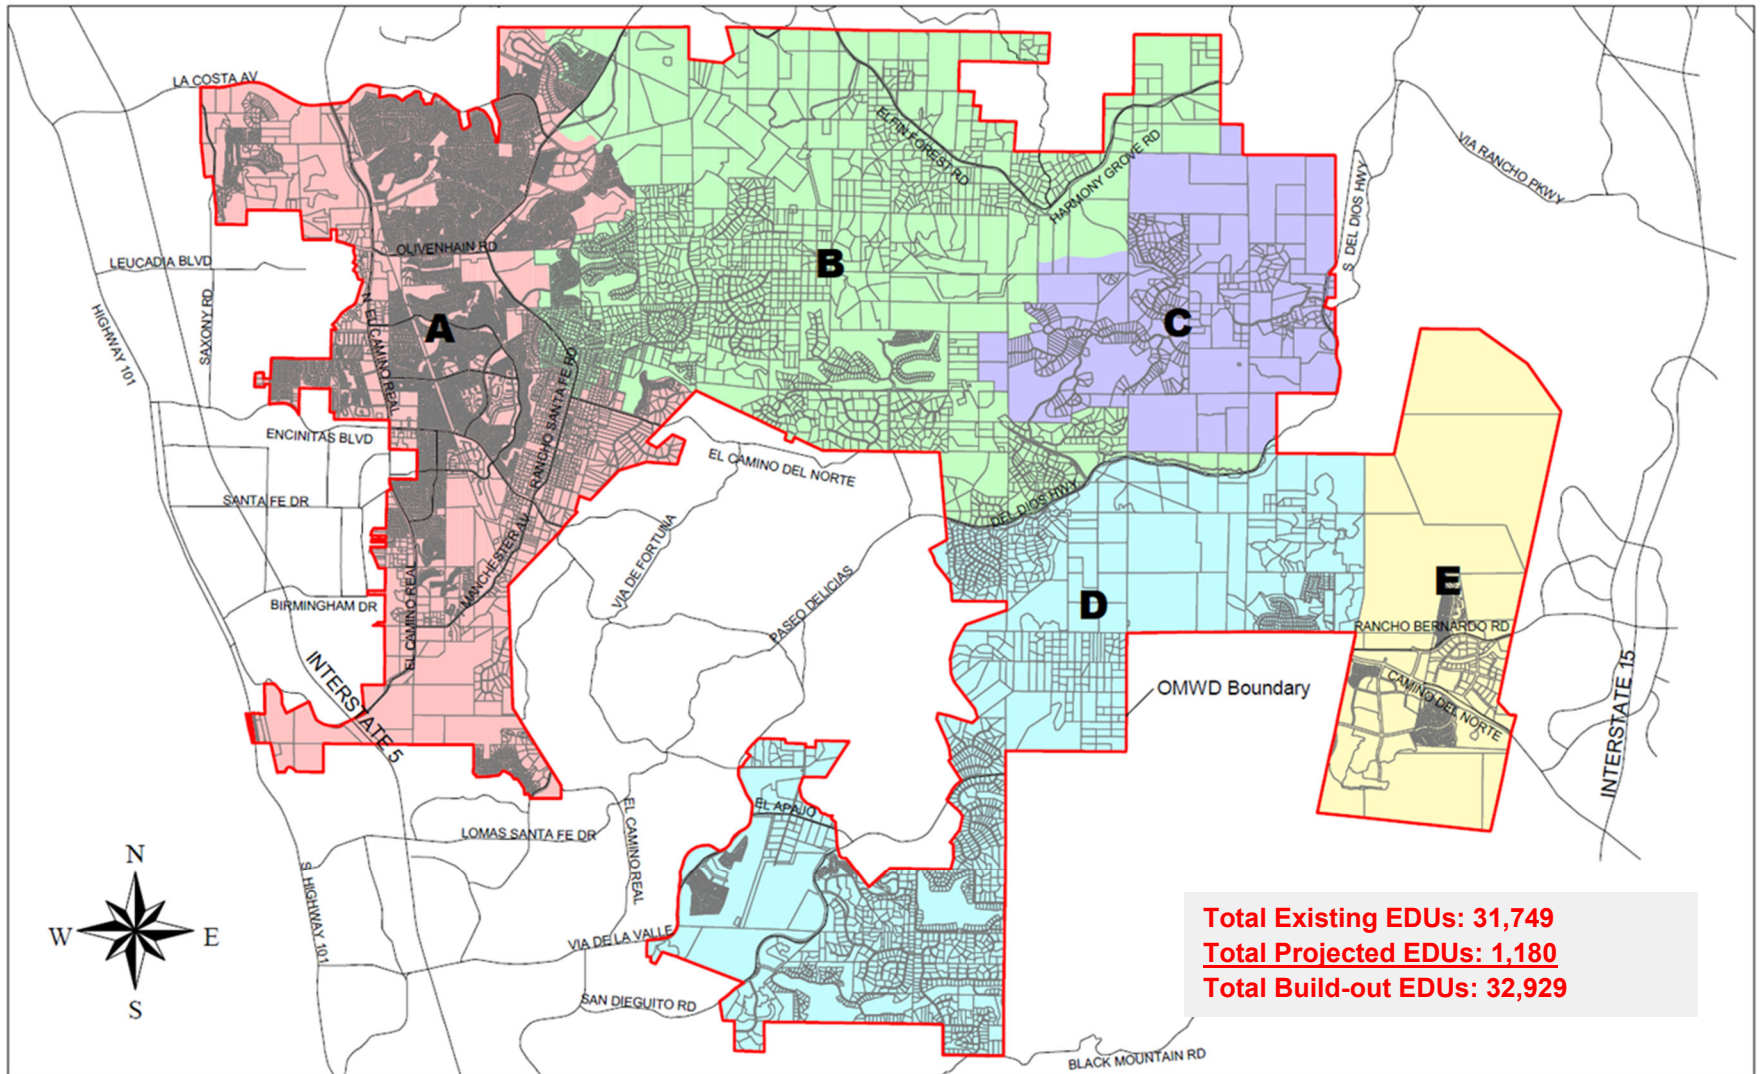 LA COSTA AV
ELFIN FOREST RD
HARMONY GROVE RD
VIA RANCHO PKWY
S. DEL DIOS HWY
OLIVENHAIN RD
LEUCADIA BLVD
SAXONY RD
HIGHWAY 101
B
A
C
RANCHO SANTA FE RD
ENCINITAS BLVD
EL CAMINO DEL NORTE
SANTA FE DR
DEL DIOS HWY
MANCHESTER AV
VIA DE FORTUNA
PASEO DELICIAS
BIRMINGHAM DR
EL CAMINO REAL
D
E
RANCHO BERNARDO RD
CAMINO DEL NORTE
OMWD Boundary
INTERSTATE 5
INTERSTATE 15
EL APAJO
LOMAS SANTA FE DR
EL CAMINO REAL
S HIGHWAY 101
VIA DE LA VALLE
SAN DIEGUITO RD
BLACK MOUNTAIN RD
N
W
E
S
Total Existing EDUs: 31,749
Total Projected EDUs: 1,180
Total Build-out EDUs: 32,929